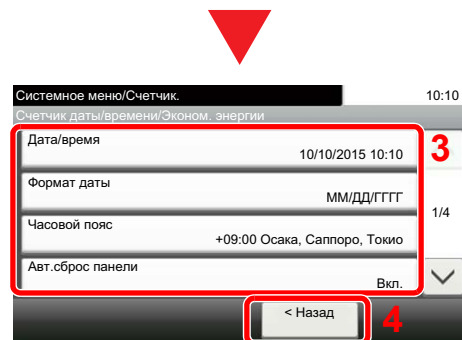 Системное меню/Счетчик.
10:10
Счетчик даты/времени/Эконом. энергии
Дата/время
10/10/2015 10:10
3
Формат даты
ММ/ДД/ГГГГ
1/4
Часовой пояс
+09:00 Осака, Саппоро, Токио
Авт.сброс панели
Вкл.
< Назад
4